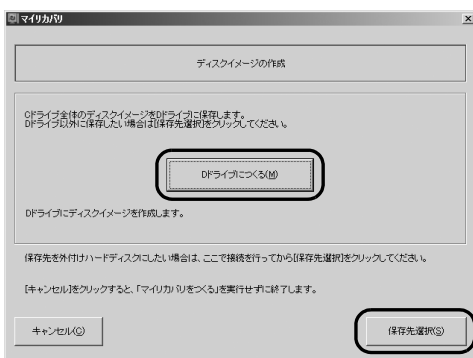 マイリカバリ
ディスクイメージの作成
Cドライブ全体のディスクイメージをDドライブに保存します。
Dドライブ以外に保存したい場合は[保存先選択]をクリックしてください。
Dドライブにつくる(M)
Dドライブにディスクイメージを作成します。
保存先を外付けハードディスクにしたい場合は、ここで接続を行ってから[保存先選択]をクリックしてください。
[キャンセル]をクリックすると、「マイリカバリをつくる」を実行せずに終了します。
キャンセル(C)
保存先選択(S)